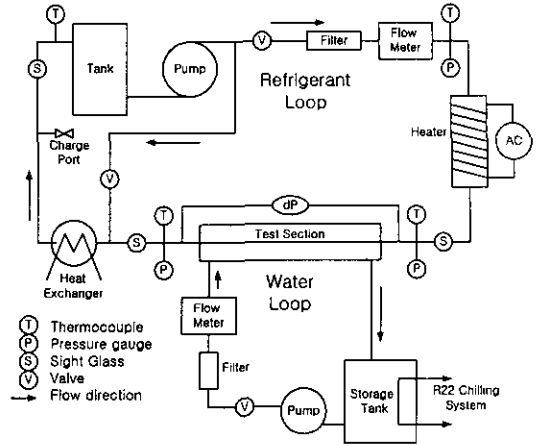 T
Tank
Pump
V
Filter
Flow
Meter
T
P
S
Refrigerant
Loop
Heater
AC
Charge
Port
V
dP
T
T
S
Test Section
S
P
P
Heat
Exchanger
Water
Loop
Flow
Meter
T Thermocouple
P Pressure gauge
S Sight Glass
V Valve
Flow direction
Filter
V
Pump
Storage
Tank
R22 Chilling
System